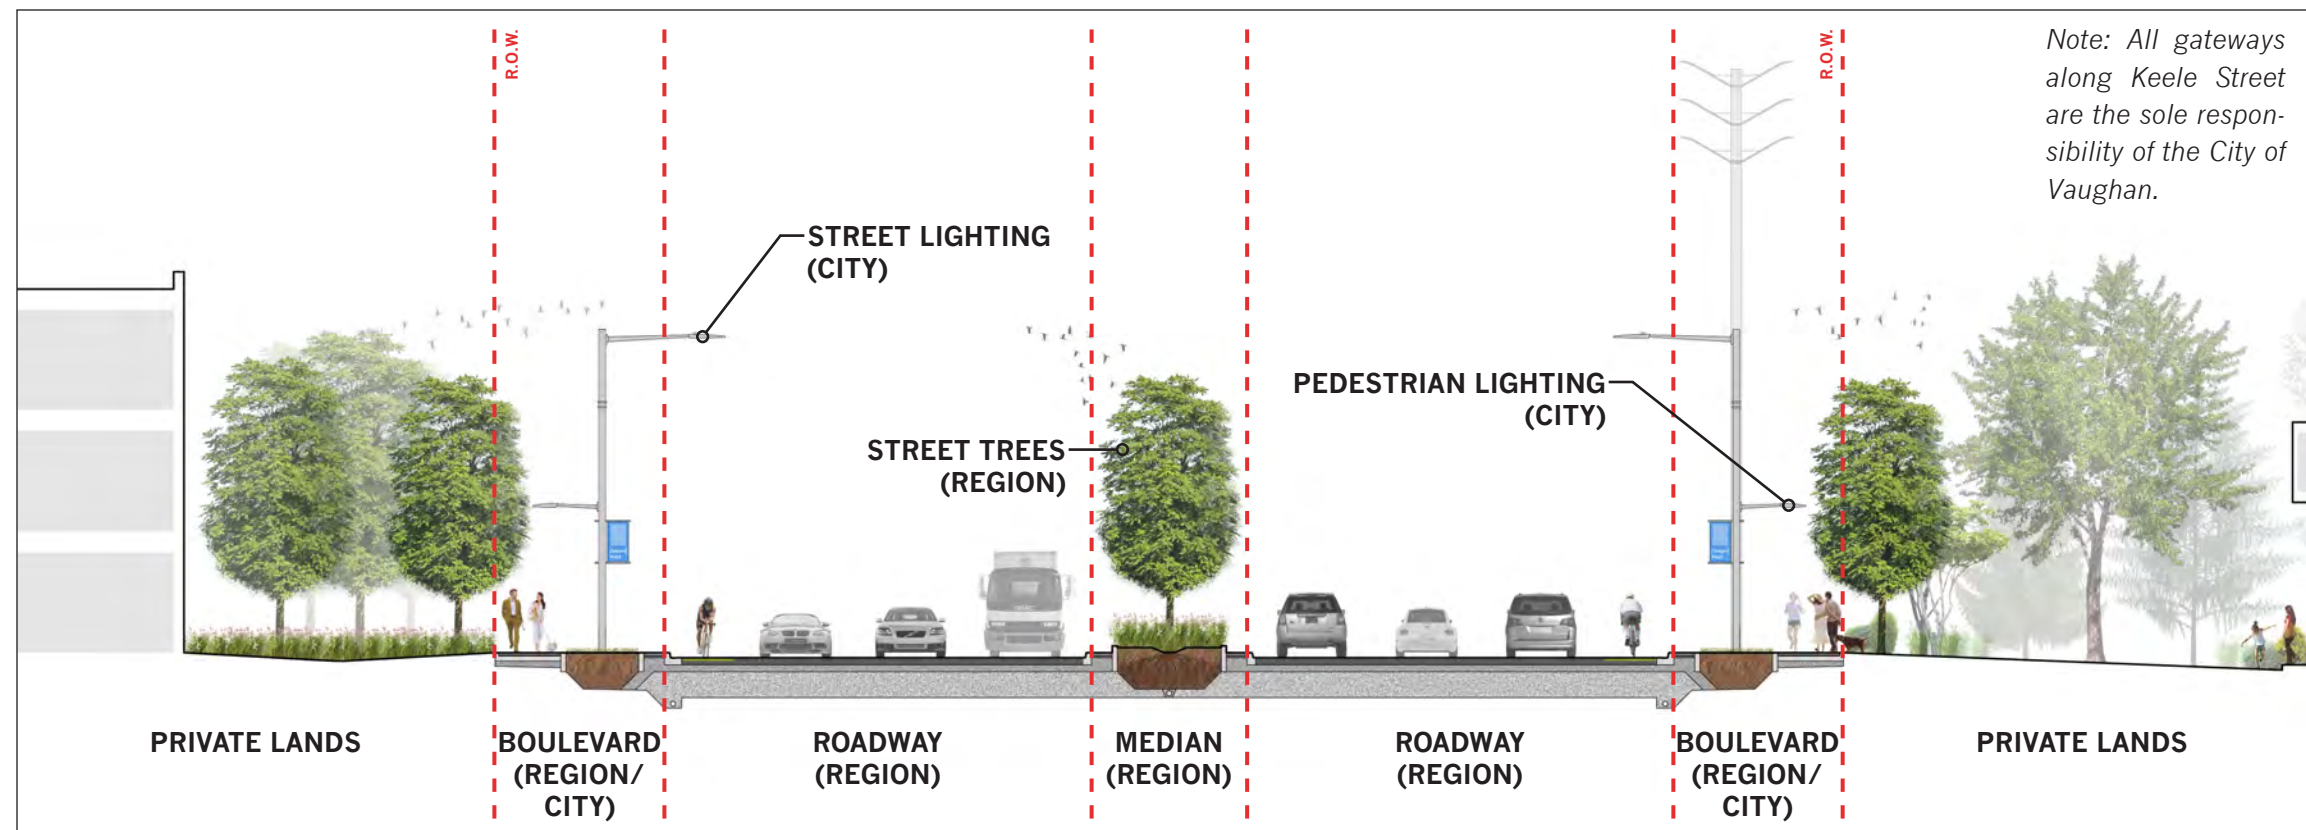 R.O.W.
R.O.W.
Note: All gateways
along Keele Street
are the sole respon-
sibility of the City of
Vaughan.
STREET LIGHTING
(CITY)
PEDESTRIAN LIGHTING
(CITY)
STREET TREES
(REGION)
PRIVATE LANDS
BOULEVARD
(REGION/
CITY)
ROADWAY
(REGION)
MEDIAN
(REGION)
ROADWAY
(REGION)
BOULEVARD
(REGION/
CITY)
PRIVATE LANDS